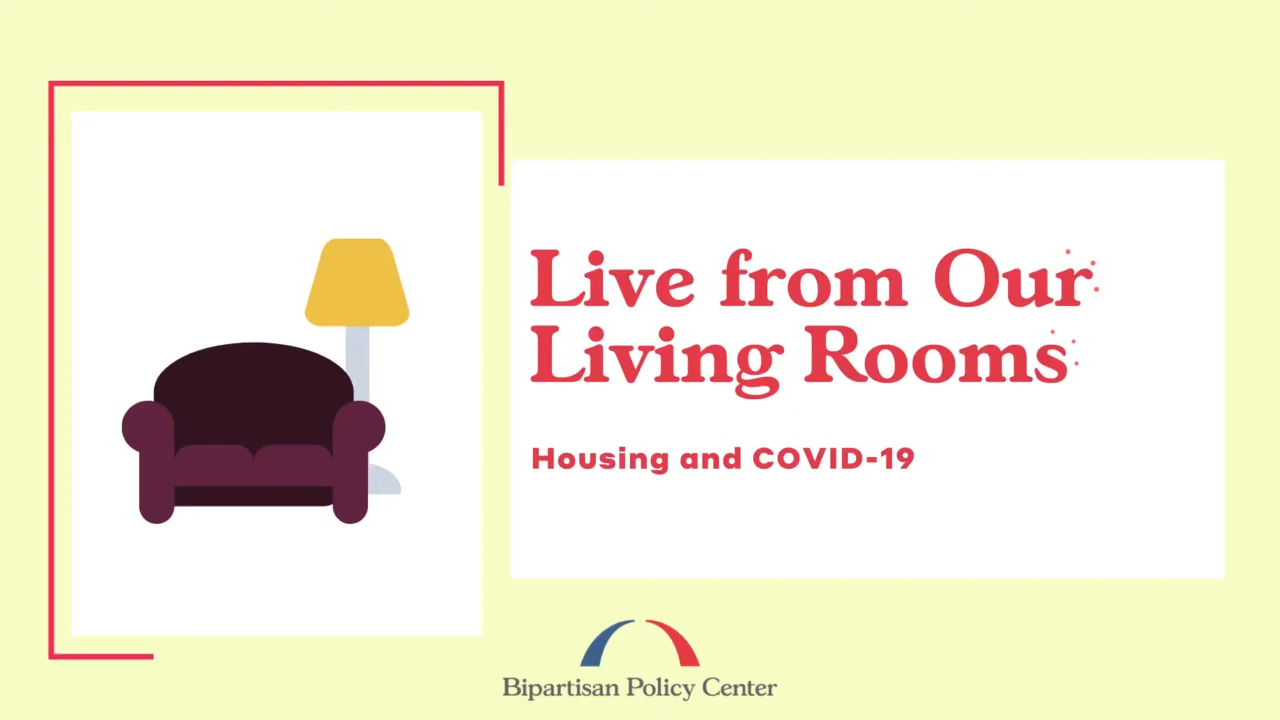 Live from Our
Living Rooms
Housing and COVID-19
Bipartisan Policy Center